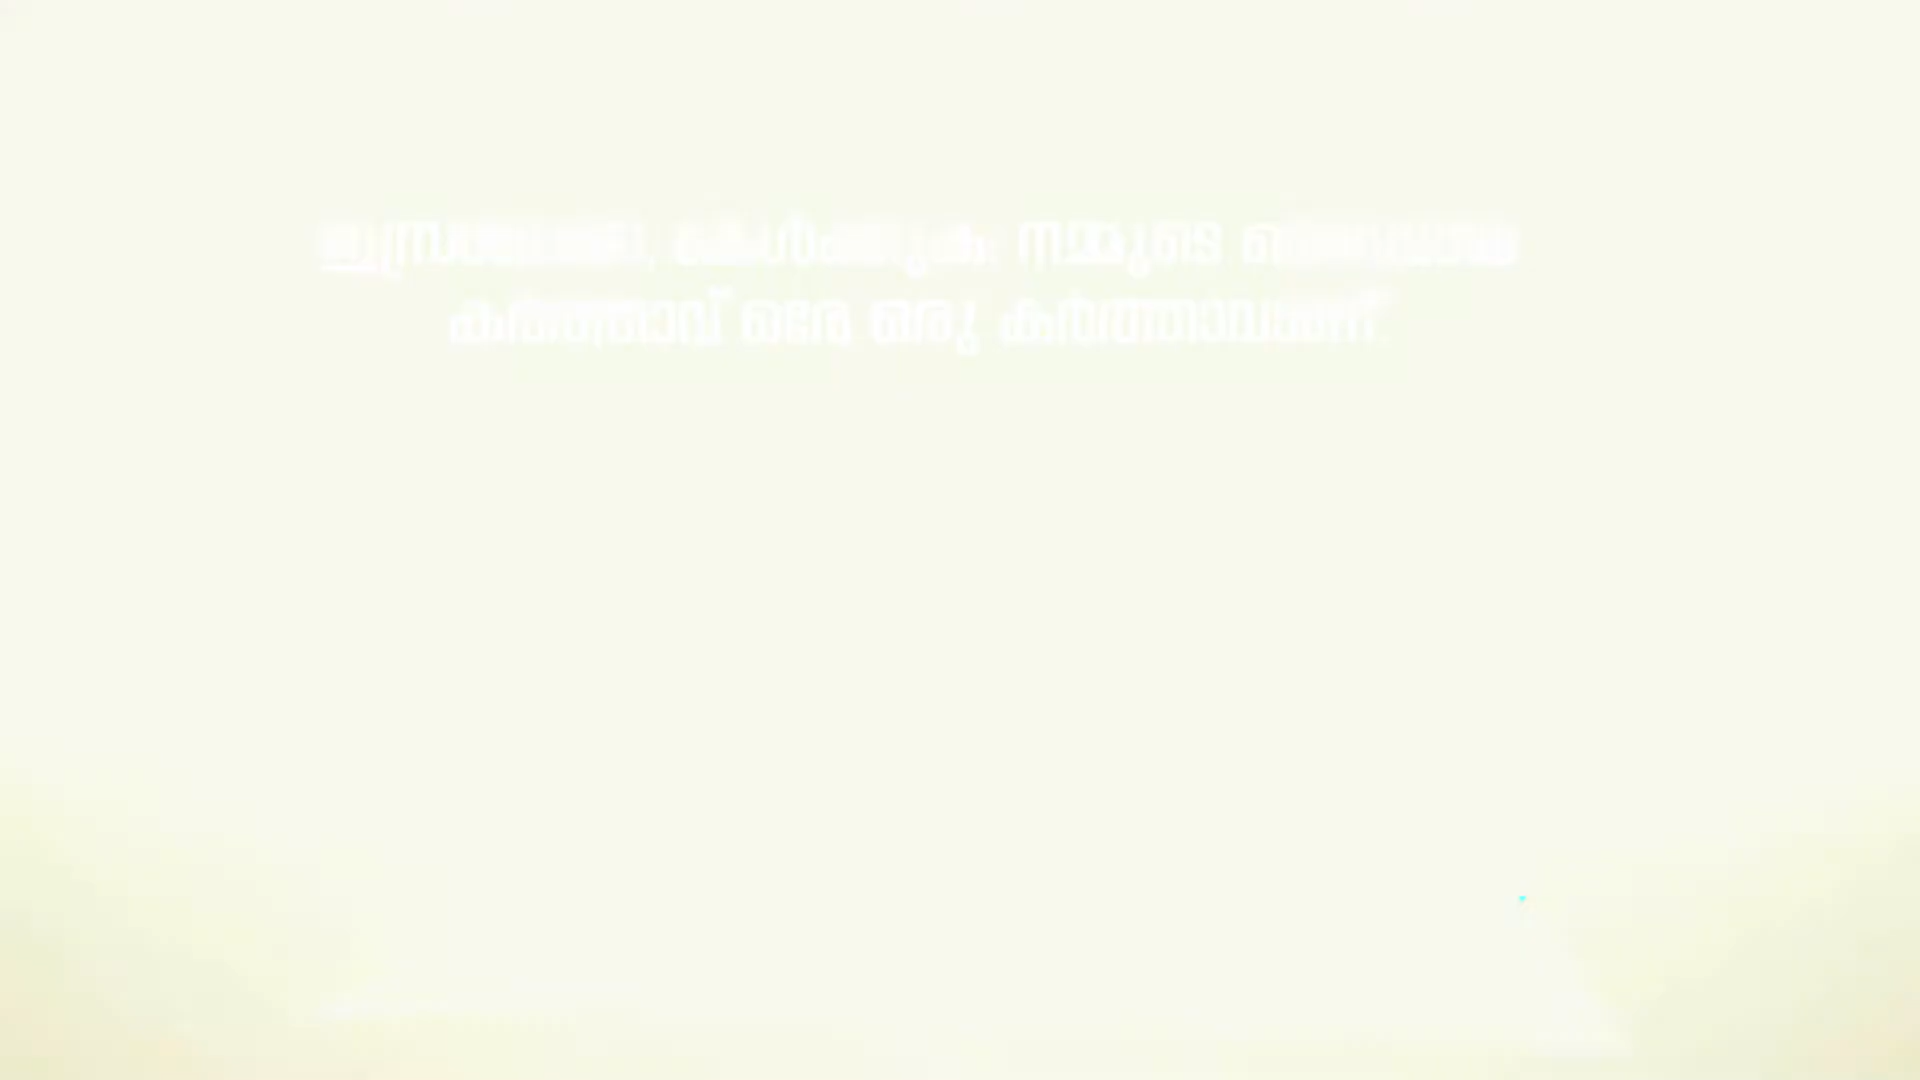 ഇസ്രായേലേ, കേൾക്കുക; നമ്മുടെ ദൈവമായ
കർത്താവ് ഒരേ ഒരു കർത്താവാണ്.